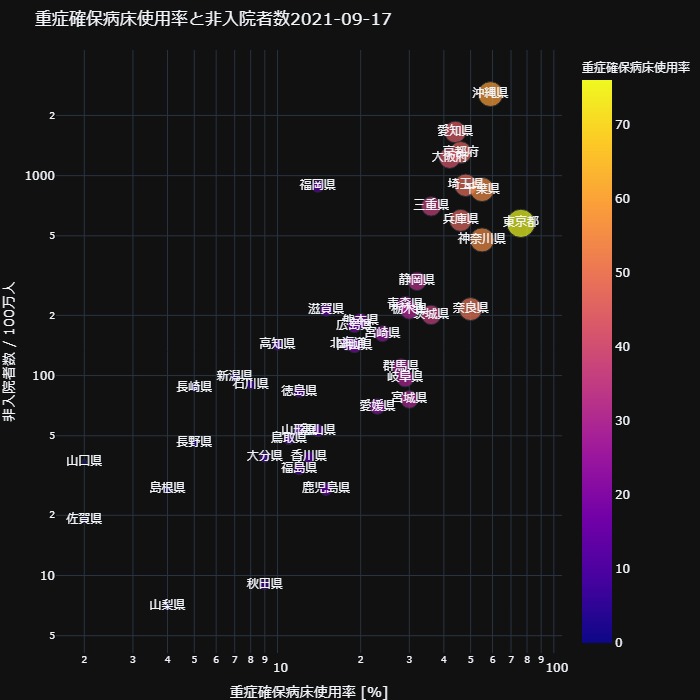 重症確保病床使用率と非入院者数2021-09-17
重症確保病床使用率
沖縄県
70
2
愛知県
京都府
大阪府
1000
福岡県
埼玉県
千葉県
60
三重県
兵庫県
東京都
5
神奈川県
50
静岡県
青森県
滋賀県
栃木県
奈良県
2
茨城県
熊本県
広島県
宮崎県
高知県
北海道
40
群馬県
100
新潟県
岐阜県
長崎県
石川県
徳島県
宮城県
愛媛県
30
非入院者数 / 100万人
5
山形県
長野県
鳥取県
山口県
大分県
香川県
福島県
島根県
鹿児島県
20
2
佐賀県
10
秋田県
10
山梨県
5
0
2
3
4
5
6
7
8
9
10
2
3
4
5
6
7
8
9
100
重症確保病床使用率 [%]